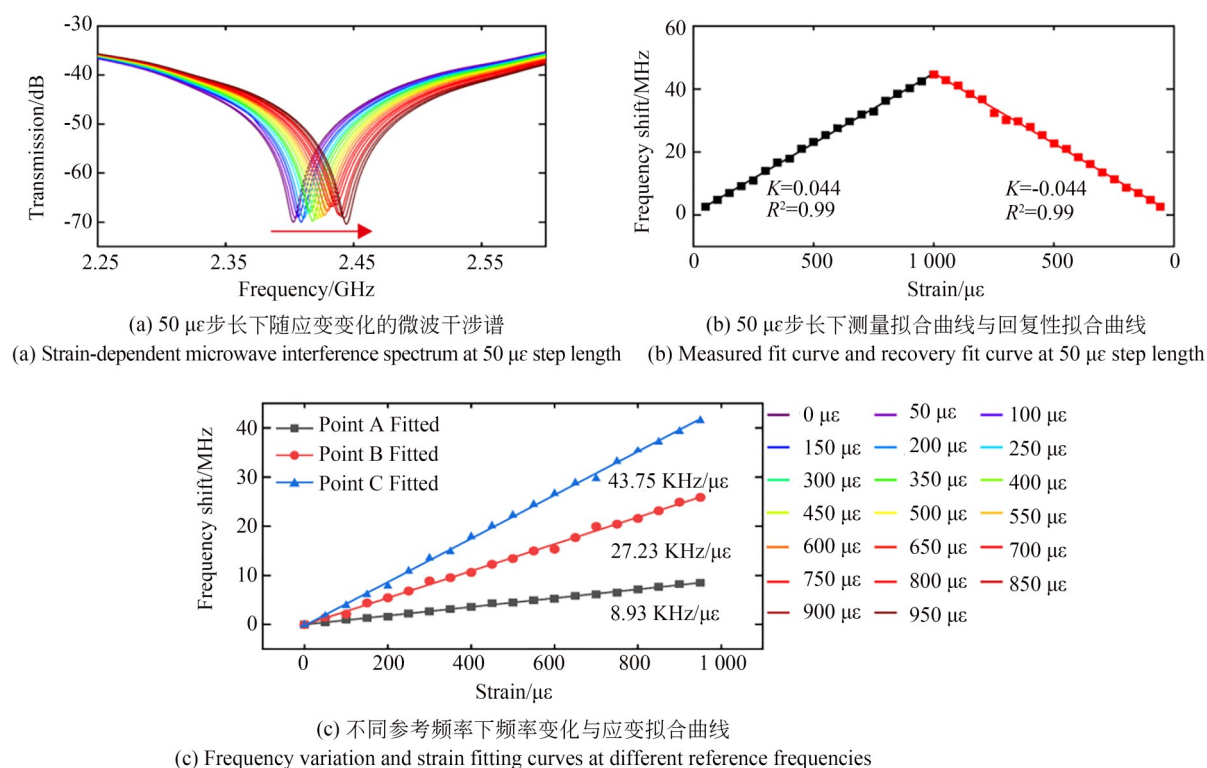 -30
-40
-50
-60
-70
Transmission/dB
2.25
2.35
2.45
2.55
Frequency/GHz
(a) 50 με步长下随应变变化的微波干涉谱
(a) Strain-dependent microwave interference spectrum at 50 με step length
60
40
20
0
Frequency shift/MHz
K=0.044
R²=0.99
K=-0.044
R²=0.99
0
500
1 000
500
0
Strain/με
(b) 50 με步长下测量拟合曲线与回复性拟合曲线
(b) Measured fit curve and recovery fit curve at 50 με step length
40
30
20
10
0
Frequency shift/MHz
Point A Fitted
Point B Fitted
Point C Fitted
43.75 KHz/με
27.23 KHz/με
8.93 KHz/με
0
200
400
600
800
1 000
Strain/με
0 με 50 με 100 με
150 με 200 με 250 με
300 με 350 με 400 με
450 με 500 με 550 με
600 με 650 με 700 με
750 με 800 με 850 με
900 με 950 με
(c) 不同参考频率下频率变化与应变拟合曲线
(c) Frequency variation and strain fitting curves at different reference frequencies